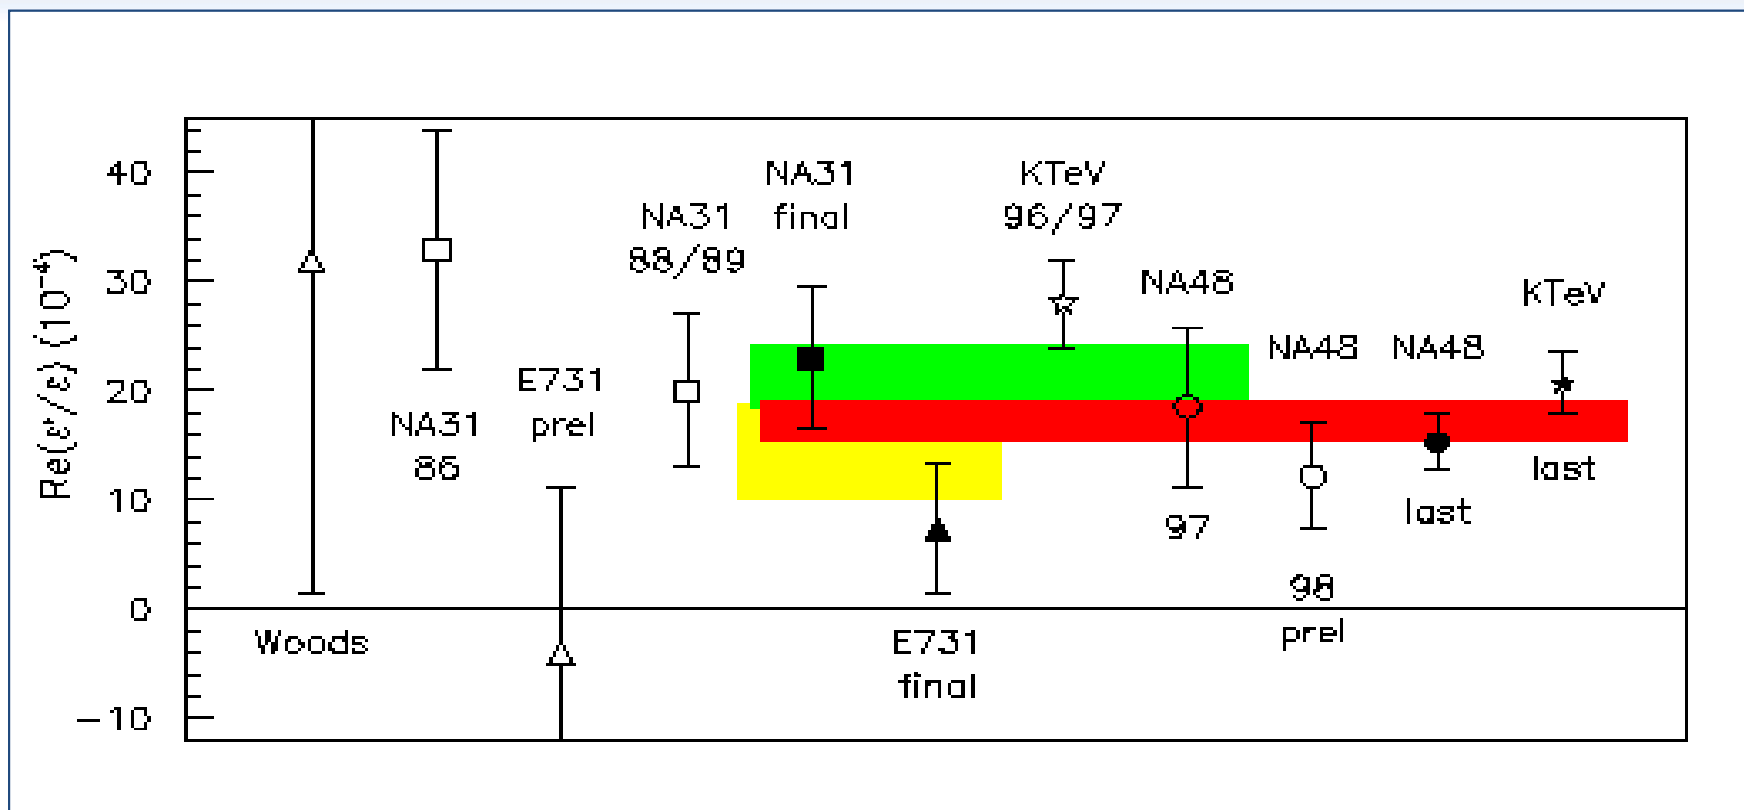 Re(ε'/ε) (10⁻⁴)
40
30
20
10
0
−10
Woods
NA31
86
E731
prel
NA31
88/89
NA31
final
E731
final
KTeV
96/97
NA48
97
NA48
98
prel
NA48
last
KTeV
last